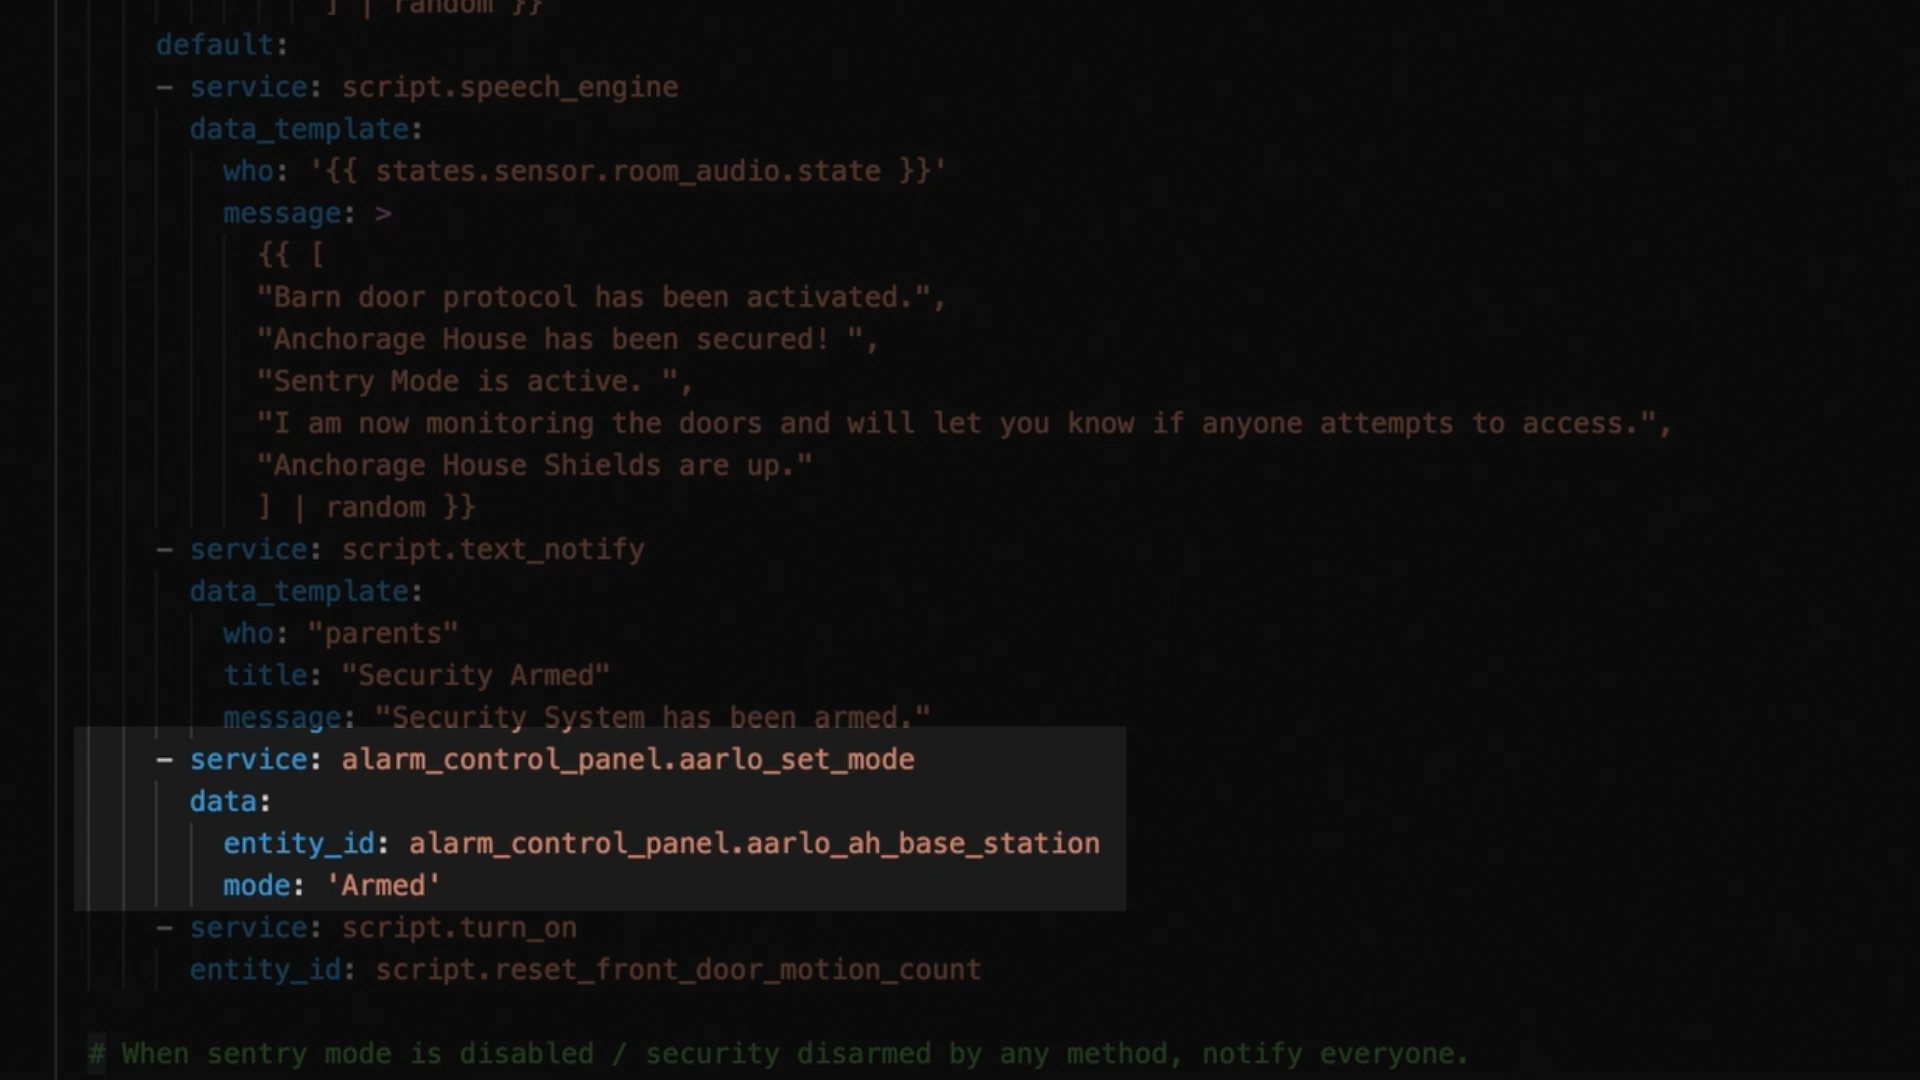 ] | random }}
default:
- service: script.speech_engine
data_template:
who: '{{ states.sensor.room_audio.state }}'
message: >
{{ [
"Barn door protocol has been activated.",
"Anchorage House has been secured! ",
"Sentry Mode is active. ",
"I am now monitoring the doors and will let you know if anyone attempts to access.",
"Anchorage House Shields are up."
] | random }}
- service: script.text_notify
data_template:
who: "parents"
title: "Security Armed"
message: "Security System has been armed."
- service: alarm_control_panel.aarlo_set_mode
data:
entity_id: alarm_control_panel.aarlo_ah_base_station
mode: 'Armed'
- service: script.turn_on
entity_id: script.reset_front_door_motion_count
# When sentry mode is disabled / security disarmed by any method, notify everyone.